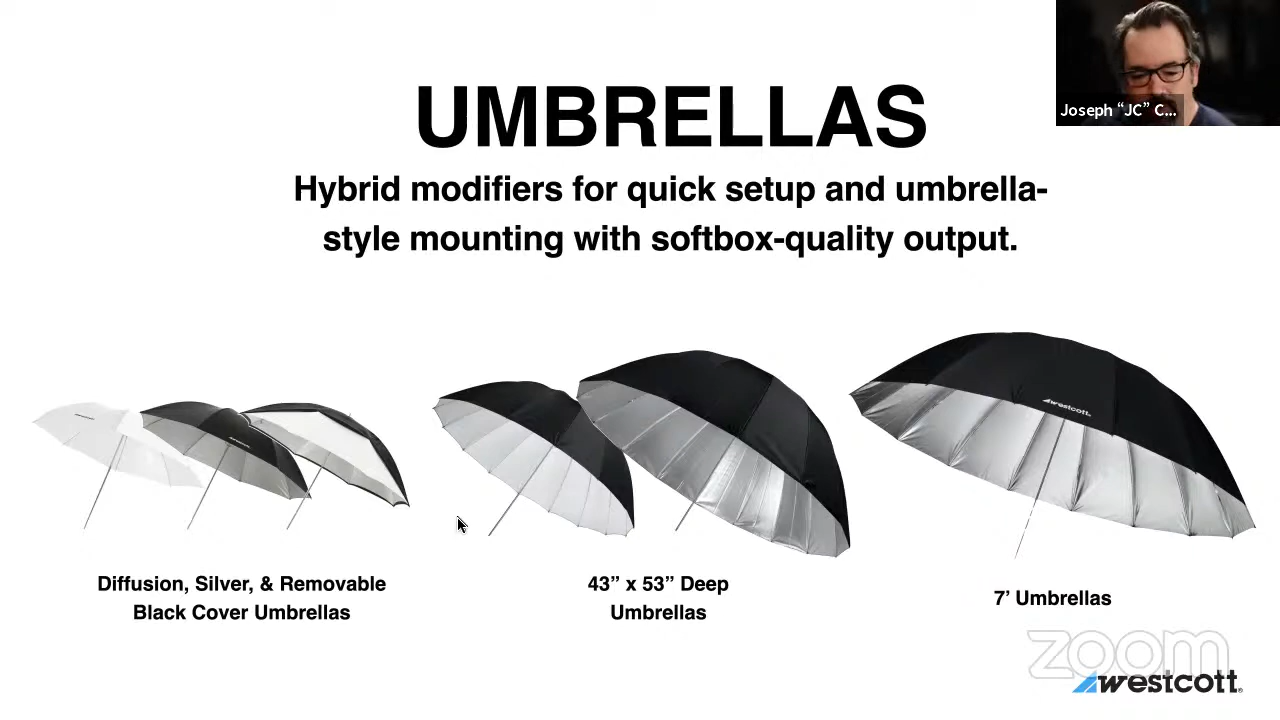 UMBRELLAS
Hybrid modifiers for quick setup and umbrella-
style mounting with softbox-quality output.
Joseph “JC” C...
westcott
Diffusion, Silver, & Removable
Black Cover Umbrellas
43” x 53” Deep
Umbrellas
7’ Umbrellas
zoom
westcott